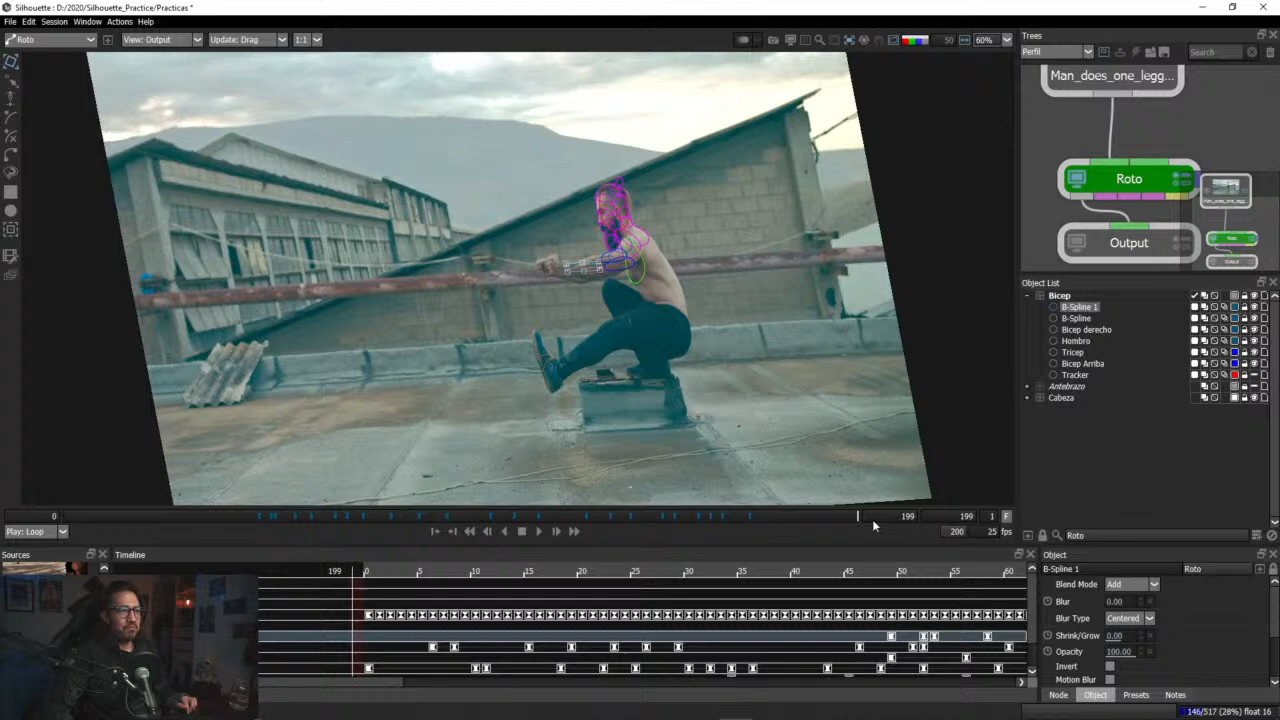 Silhouette : D:/2020/Silhouette_Practice/Practicas *
File Edit Session Window Actions Help
Roto
View: Output
Update: Drag
1:1
50
60%
Trees
Perfil
Search
Man_does_one_legg...
Roto
Output
Man_does_one_legg...
Roto
Output
Object List
Bicep
B-Spline 1
B-Spline
Bicep derecho
Hombro
Tricep
Bicep Arriba
Tracker
Antebrazo
Cabeza
0
199
199
1
F
Play: Loop
200
25
fps
Roto
Sources
Timeline
199
0
5
10
15
20
25
30
35
40
45
50
55
60
Object
B-Spline 1
Roto
Blend Mode
Add
Blur
0.00
Blur Type
Centered
Shrink/Grow
0.00
Opacity
100.00
Invert
Motion Blur
Node
Object
Presets
Notes
146/517 (28%) float 16